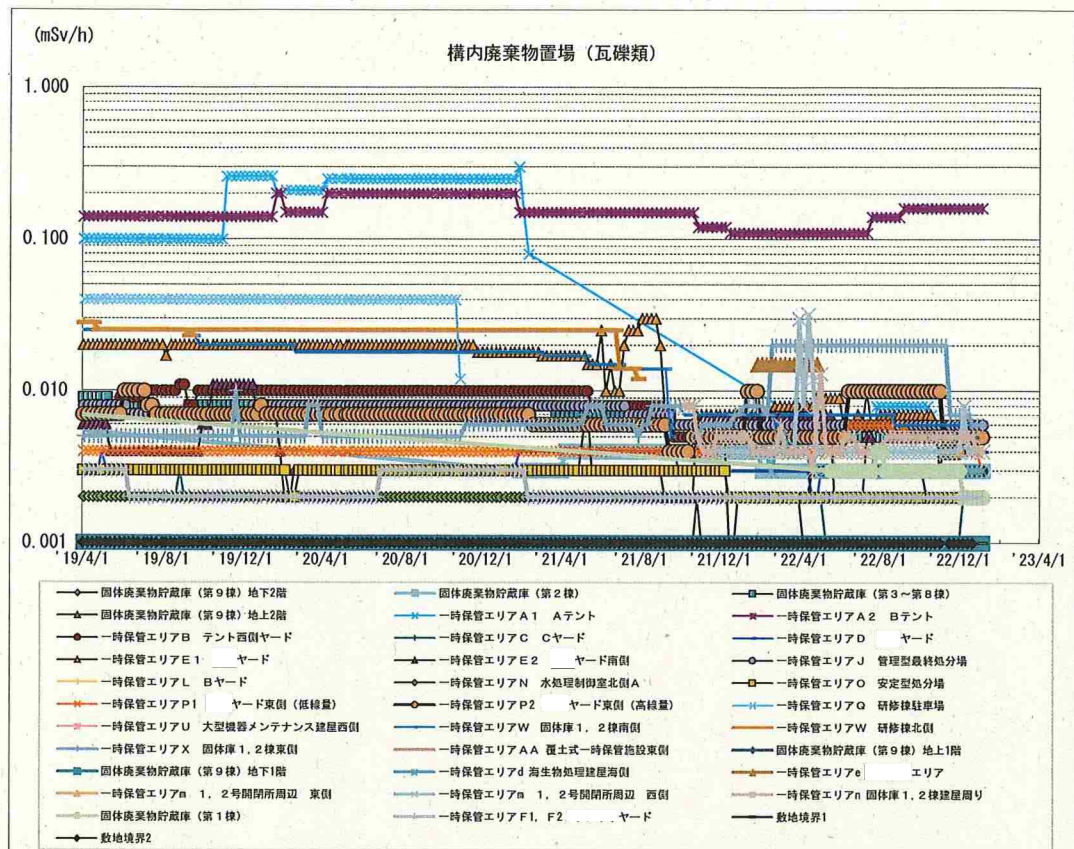 (mSv/h)
構内廃棄物置場（瓦礫類）
1.000
0.100
0.010
0.001
'19/4/1 '19/8/1 '19/12/1 '20/4/1 '20/8/1 '20/12/1 '21/4/1 '21/8/1 '21/12/1 '22/4/1 '22/8/1 '22/12/1 '23/4/1
固体廃棄物貯蔵庫（第９棟）地下2階 固体廃棄物貯蔵庫（第２棟） 固体廃棄物貯蔵庫（第３～第８棟）
固体廃棄物貯蔵庫（第９棟）地上2階 一時保管エリアＡ１　Ａテント 一時保管エリアＡ２　Ｂテント
一時保管エリアＢ　テント西側ヤード 一時保管エリアＣ　Ｃヤード 一時保管エリアＤ　ヤード
一時保管エリアＥ１　ヤード 一時保管エリアＥ２　ヤード南側 一時保管エリアＪ　管理型最終処分場
一時保管エリアＬ　Ｂヤード 一時保管エリアＮ　水処理制御室北側Ａ 一時保管エリアＯ　安定型処分場
一時保管エリアＰ１　ヤード東側（低線量） 一時保管エリアＰ２　ヤード東側（高線量） 一時保管エリアＱ　研修棟駐車場
一時保管エリアＵ　大型機器メンテナンス建屋西側 一時保管エリアＷ　固体庫１，２棟南側 一時保管エリアＷ　研修棟北側
一時保管エリアＸ　固体庫１,２棟東側 一時保管エリアＡＡ 覆土式一時保管施設東側 固体廃棄物貯蔵庫（第９棟）地上1階
固体廃棄物貯蔵庫（第９棟）地下1階 一時保管エリアｄ 海生物処理建屋海側 一時保管エリアｅ　エリア
一時保管エリアｍ　１，２号開閉所周辺　東側 一時保管エリアｍ　１，２号開閉所周辺　西側 一時保管エリアｎ 固体庫１,２棟建屋周り
固体廃棄物貯蔵庫（第１棟） 一時保管エリアＦ１，Ｆ２　ヤード 敷地境界1
敷地境界2